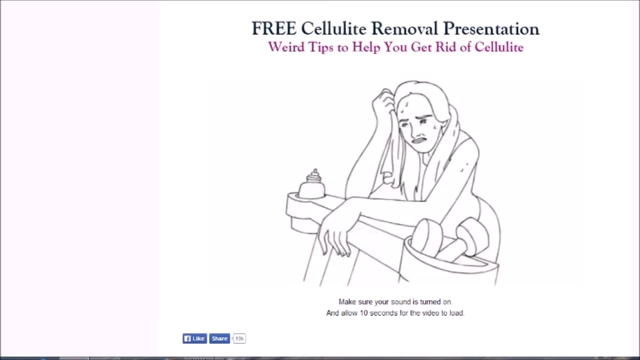 FREE Cellulite Removal Presentation
Weird Tips to Help You Get Rid of Cellulite
Make sure your sound is turned on.
And allow 10 seconds for the video to load.
Like Share